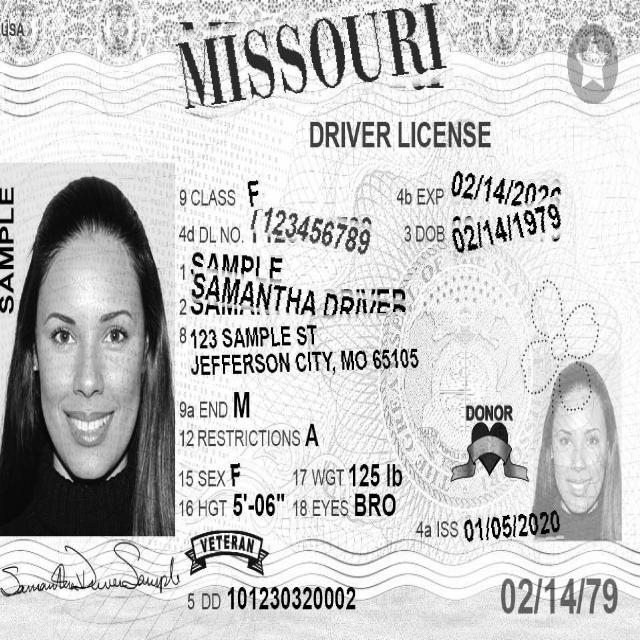 USA
MISSOURI
DRIVER LICENSE
SAMPLE
9 CLASS F
4b EXP 02/14/202
4d DL NO. 123456789
3 DOB 02/14/1979
1 SAMPLE
2 SAMANTHA DRIVER
8 123 SAMPLE ST
JEFFERSON CITY, MO 65105
9a END M
DONOR
12 RESTRICTIONS A
15 SEX F 17 WGT 125 lb
16 HGT 5'-06" 18 EYES BRO
4a ISS 01/05/2020
VETERAN
Samantha Driver Sample
5 DD 101230320002
02/14/79